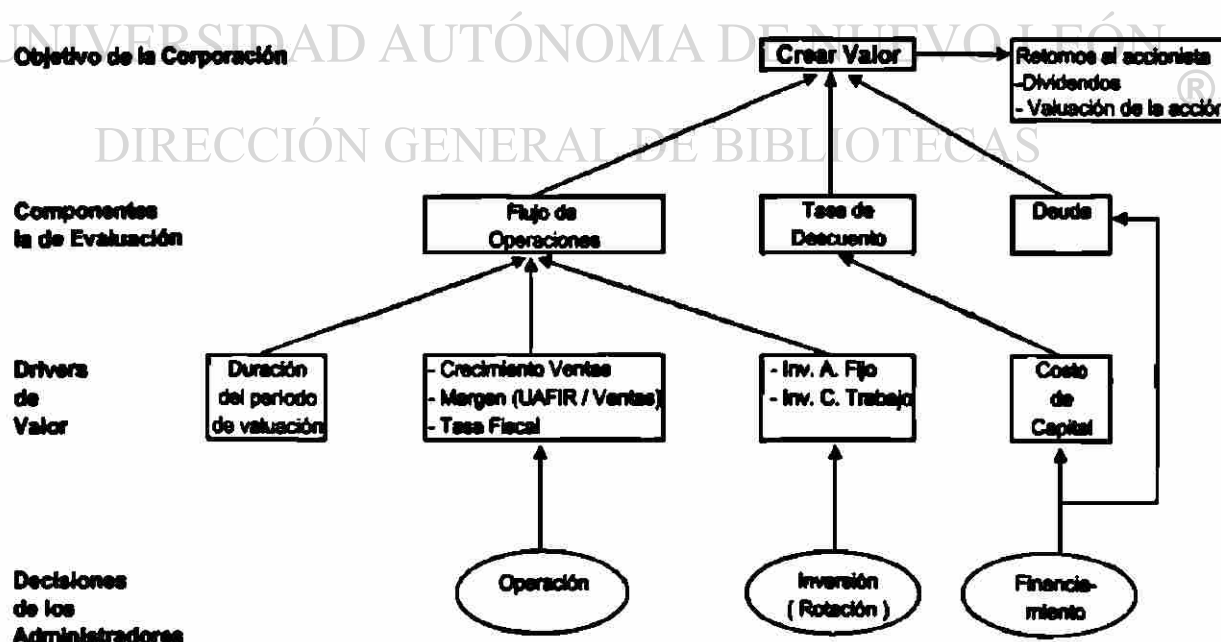 UNIVERSIDAD AUTÓNOMA DE NUEVO LEÓN
®
DIRECCIÓN GENERAL DE BIBLIOTECAS
Objetivo de la Corporación
Crear Valor
Retornos al accionista
-Dividendos
- Valuación de la acción
Componentes
la de Evaluación
Flujo de
Operaciones
Tasa de
Descuento
Deuda
Drivers
de
Valor
Duración
del periodo
de valuación
- Crecimiento Ventas
- Margen (UAFIR / Ventas)
- Tasa Fiscal
- Inv. A. Fijo
- Inv. C. Trabajo
Costo
de
Capital
Decisiones
de los
Administradores
Operación
Inversión
( Rotación )
Financia-
miento